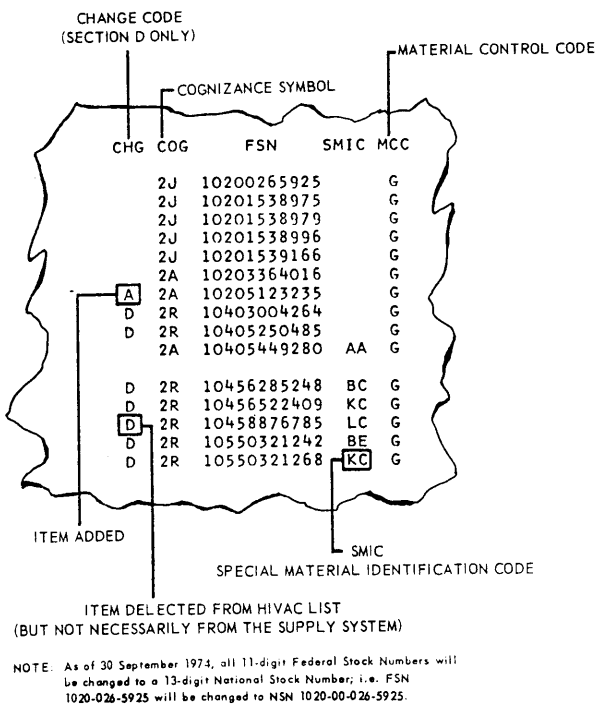 CHANGE CODE
(SECTION D ONLY)
MATERIAL CONTROL CODE
COGNIZANCE SYMBOL
CHG COG FSN SMIC MCC
2J 10200265925 G
2J 10201538975 G
2J 10201538979 G
2J 10201538996 G
2J 10201539166 G
2A 10203364016 G
A 2A 10205123235 G
D 2R 10403004264 G
D 2R 10405250485 G
2A 10405449280 AA G
D 2R 10456285248 BC G
D 2R 10456522409 KC G
D 2R 10458876785 LC G
D 2R 10550321242 BE G
D 2R 10550321268 KC G
ITEM ADDED
SMIC
SPECIAL MATERIAL IDENTIFICATION CODE
ITEM DELECTED FROM HIVAC LIST
(BUT NOT NECESSARILY FROM THE SUPPLY SYSTEM)
NOTE: As of 30 September 1974, all 11-digit Federal Stock Numbers will
be changed to a 13-digit National Stock Number; i.e. FSN
1020-026-5925 will be changed to NSN 1020-00-026-5925.